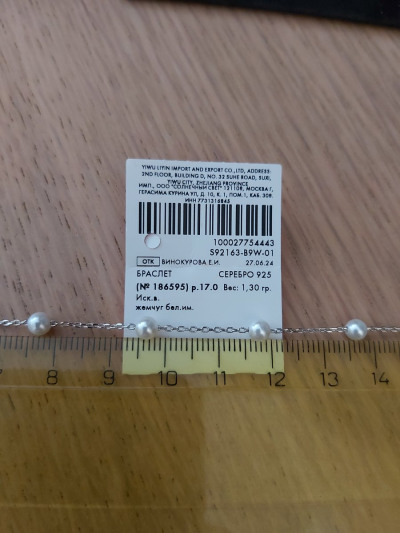 YIWU LIYIN IMPORT AND EXPORT CO.,LTD, ADDRESS:
2ND FLOOR, BUILDING D, NO. 32 SUHE ROAD, SUXI,
YIWU CITY, ZHEJIANG PROVINCE
ИМП., ООО "СОЛНЕЧНЫЙ СВЕТ" 121108, МОСКВА Г,
ГЕРАСИМА КУРИНА УЛ, Д. 10, К. 1, ПОМ.1, КАБ. 308.
ИНН 7731316845
100027754443
S92163-B9W-01
ОТК ВИНОКУРОВА Е.И. 27.06.24
БРАСЛЕТ СЕРЕБРО 925
(№ 186595) р.17.0 Вес: 1,30 гр.
Иск.в.
жемчуг бел.им.
8 9 10 11 12 13 14